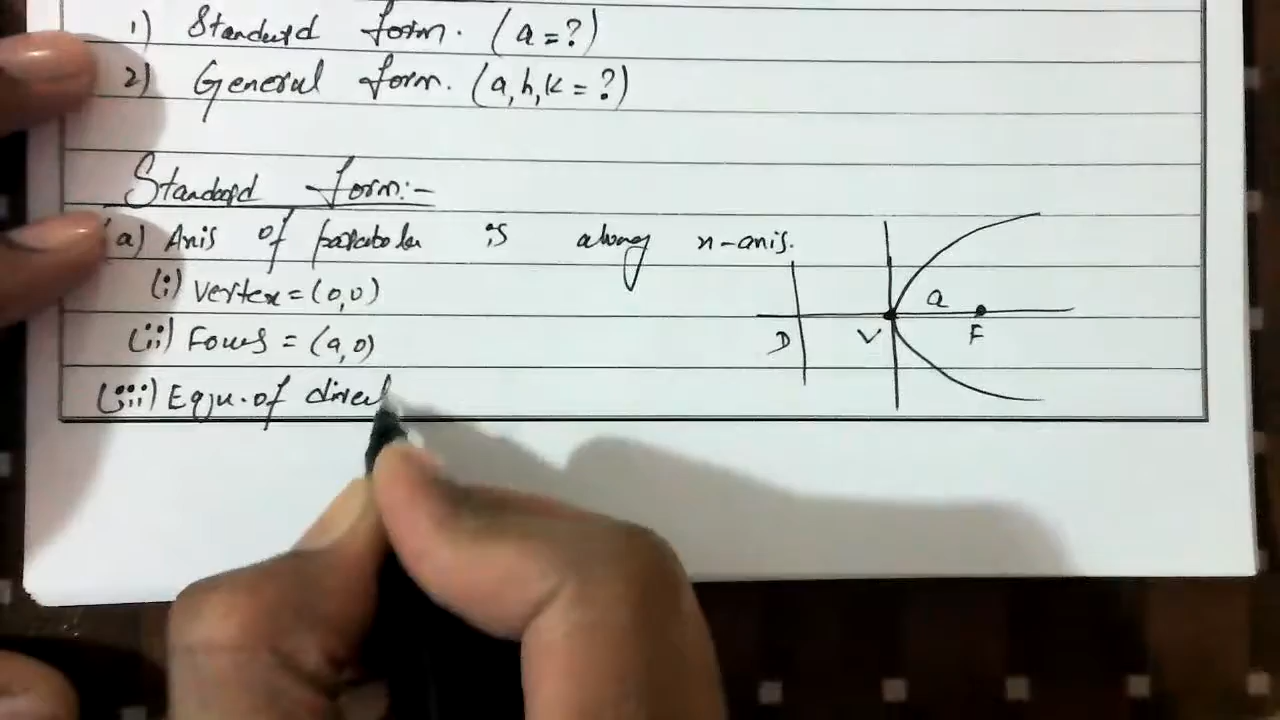 1) Standard form. (a=?)
2) General form. (a,h,k=?)
Standard form:-
(a) Axis of parabola is along x-axis.
(i) vertex=(0,0)
(ii) Focus = (a,0)
(iii) Equ. of direct
a
D V F